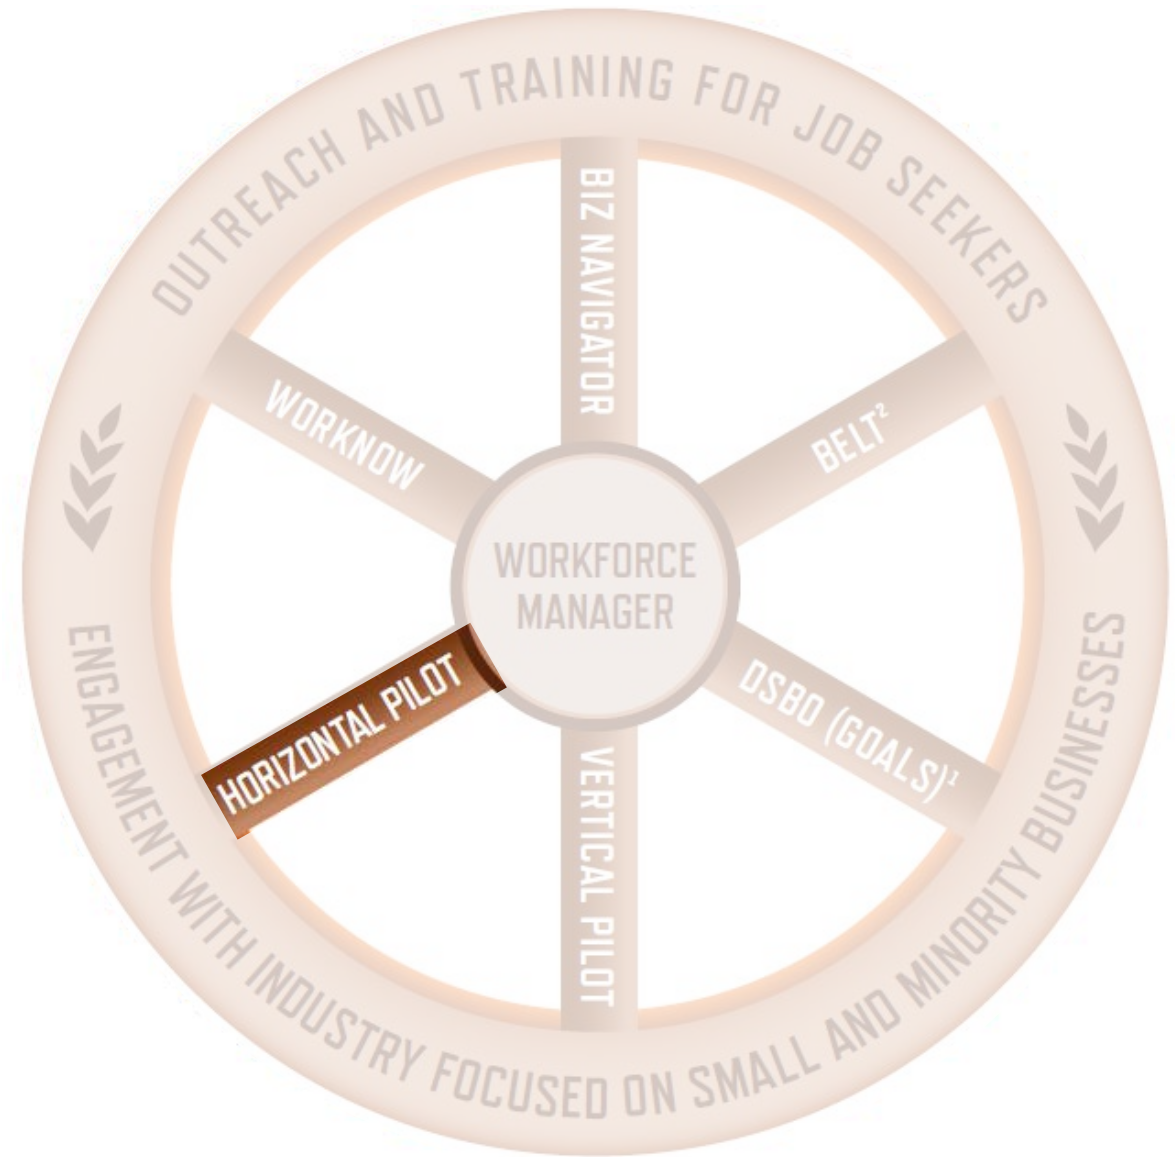 OUTREACH AND TRAINING FOR JOB SEEKERS
BIZ NAVIGATOR
WORKNOW
BELT²
WORKFORCE
MANAGER
HORIZONTAL PILOT
DSBO (GOALS)¹
VERTICAL PILOT
ENGAGEMENT WITH INDUSTRY FOCUSED ON SMALL AND MINORITY BUSINESSES